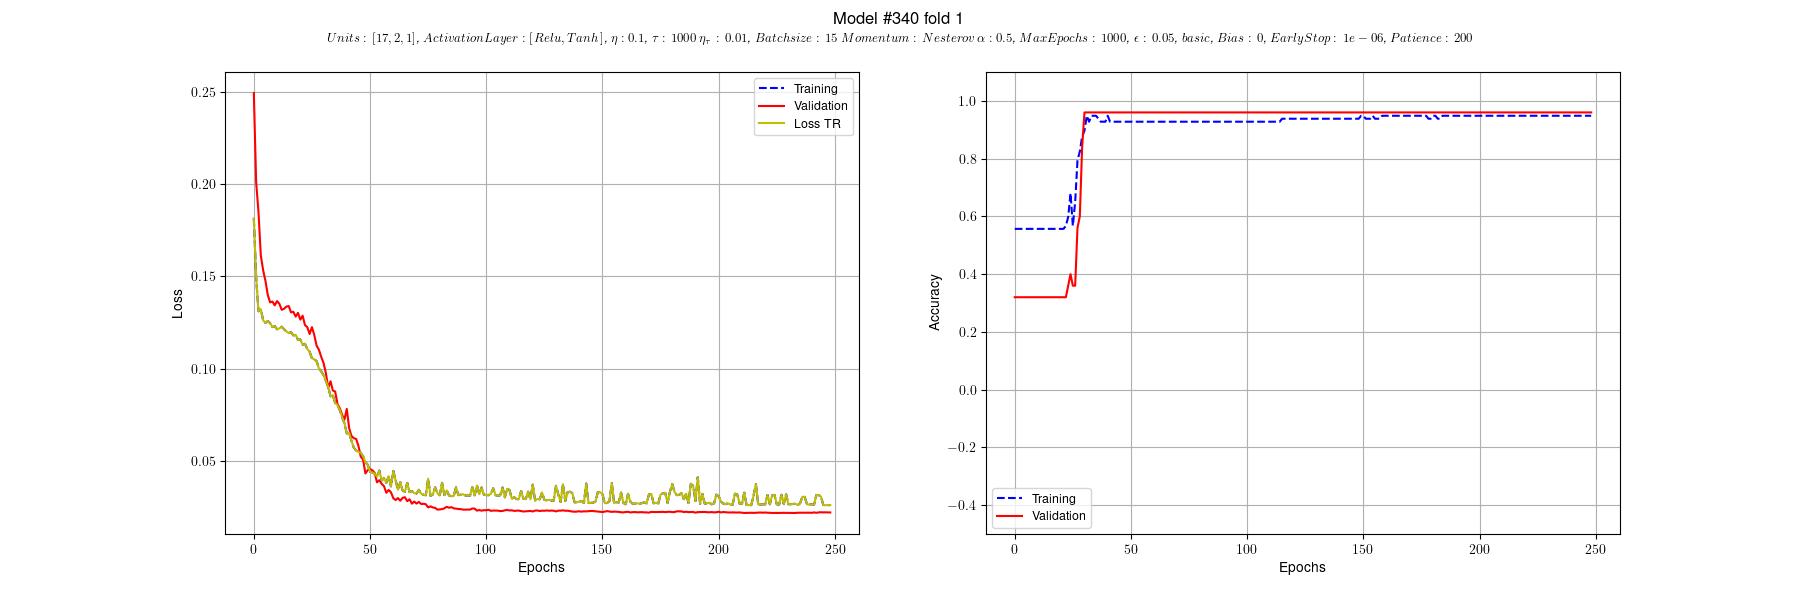 Model #340 fold 1
Units : [17, 2, 1], ActivationLayer : [Relu, Tanh], η : 0.1, τ : 1000 η_τ : 0.01, Batchsize : 15 Momentum : Nesterov α : 0.5, MaxEpochs : 1000, ϵ : 0.05, basic, Bias : 0, EarlyStop : 1e − 06, Patience : 200
Loss
0.25
0.20
0.15
0.10
0.05
0 50 100 150 200 250
Epochs
Training
Validation
Loss TR
Accuracy
1.0
0.8
0.6
0.4
0.2
0.0
−0.2
−0.4
0 50 100 150 200 250
Epochs
Training
Validation